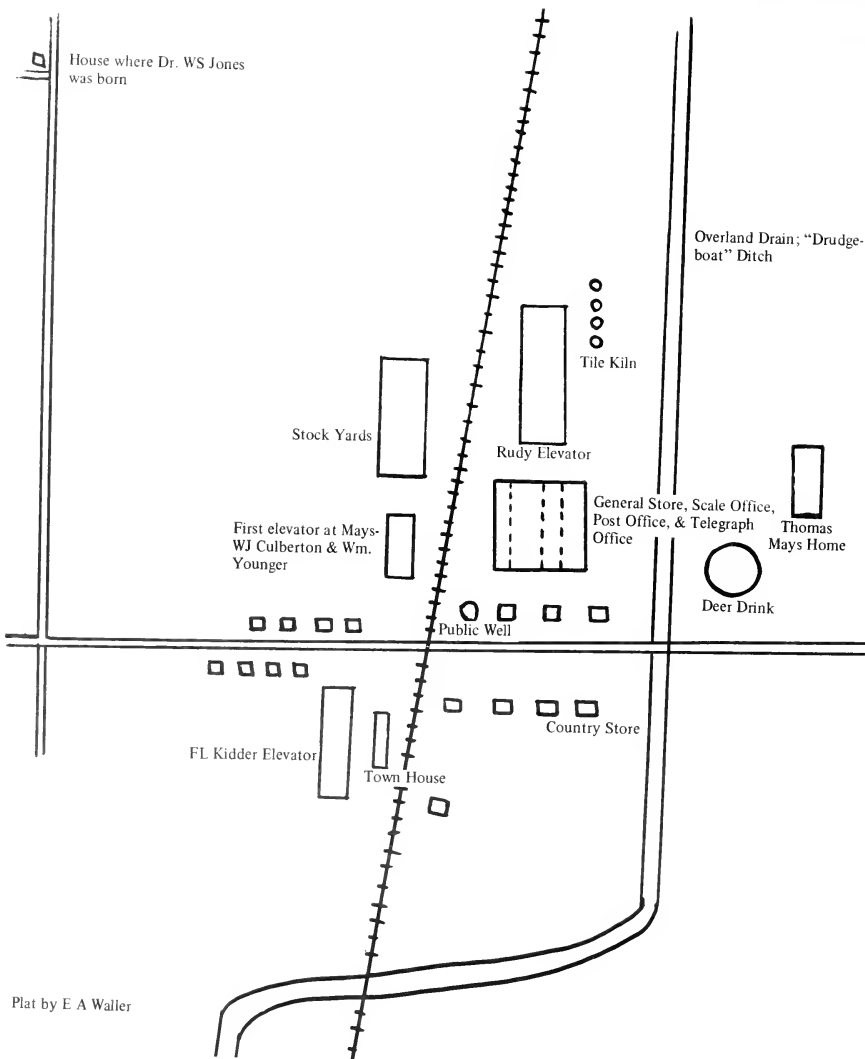 House where Dr. WS Jones
was born
Overland Drain; "Drudge-
boat" Ditch
Tile Kiln
Stock Yards
Rudy Elevator
General Store, Scale Office,
Post Office, & Telegraph
Office
Thomas
Mays Home
First elevator at Mays-
WJ Culberton & Wm.
Younger
Deer Drink
Public Well
Country Store
FL Kidder Elevator
Town House
Plat by E A Waller